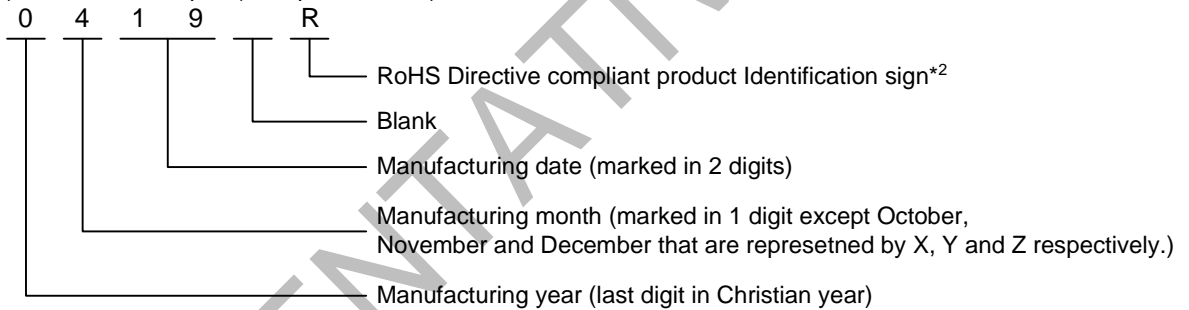 0 4 1 9 R
RoHS Directive compliant product Identification sign*2
Blank
Manufacturing date (marked in 2 digits)
Manufacturing month (marked in 1 digit except October,
November and December that are represetned by X, Y and Z respectively.)
Manufacturing year (last digit in Christian year)